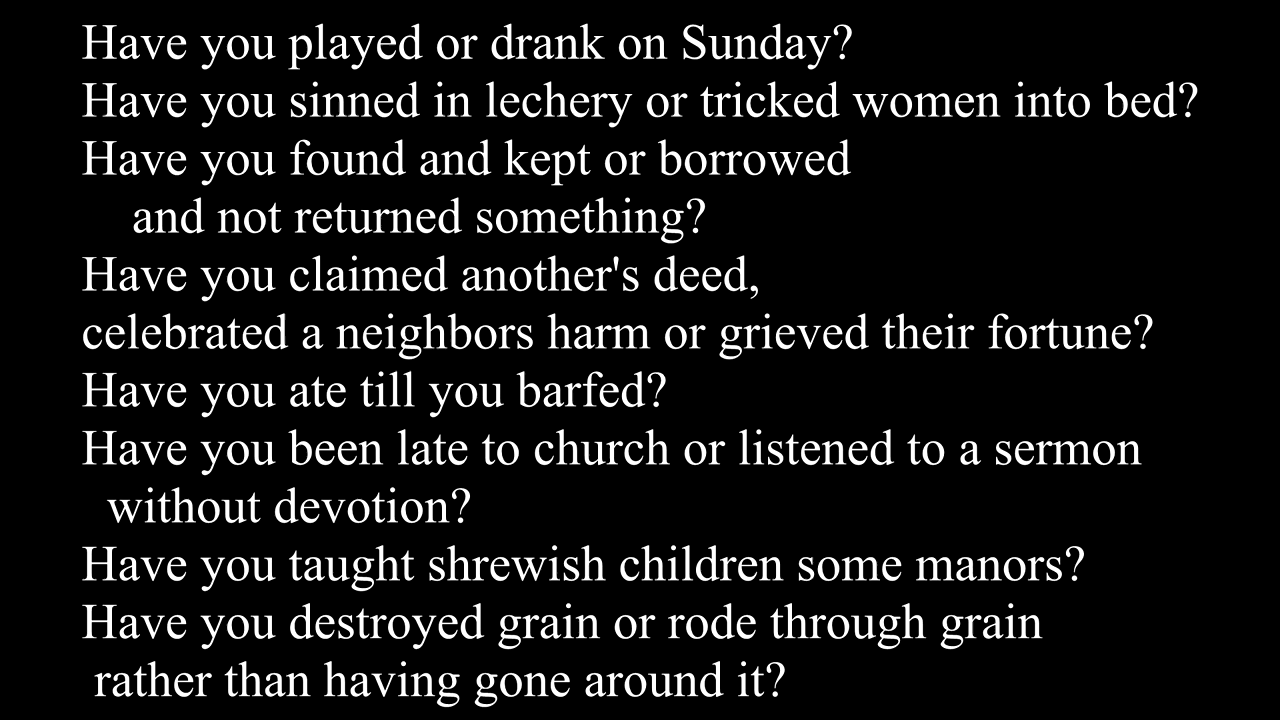 Have you played or drank on Sunday?
Have you sinned in lechery or tricked women into bed?
Have you found and kept or borrowed
and not returned something?
Have you claimed another's deed,
celebrated a neighbors harm or grieved their fortune?
Have you ate till you barfed?
Have you been late to church or listened to a sermon
without devotion?
Have you taught shrewish children some manors?
Have you destroyed grain or rode through grain
rather than having gone around it?